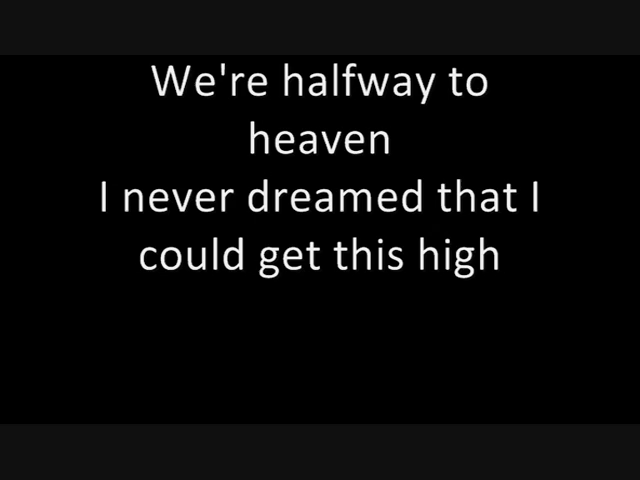 We're halfway to
heaven
I never dreamed that I
could get this high